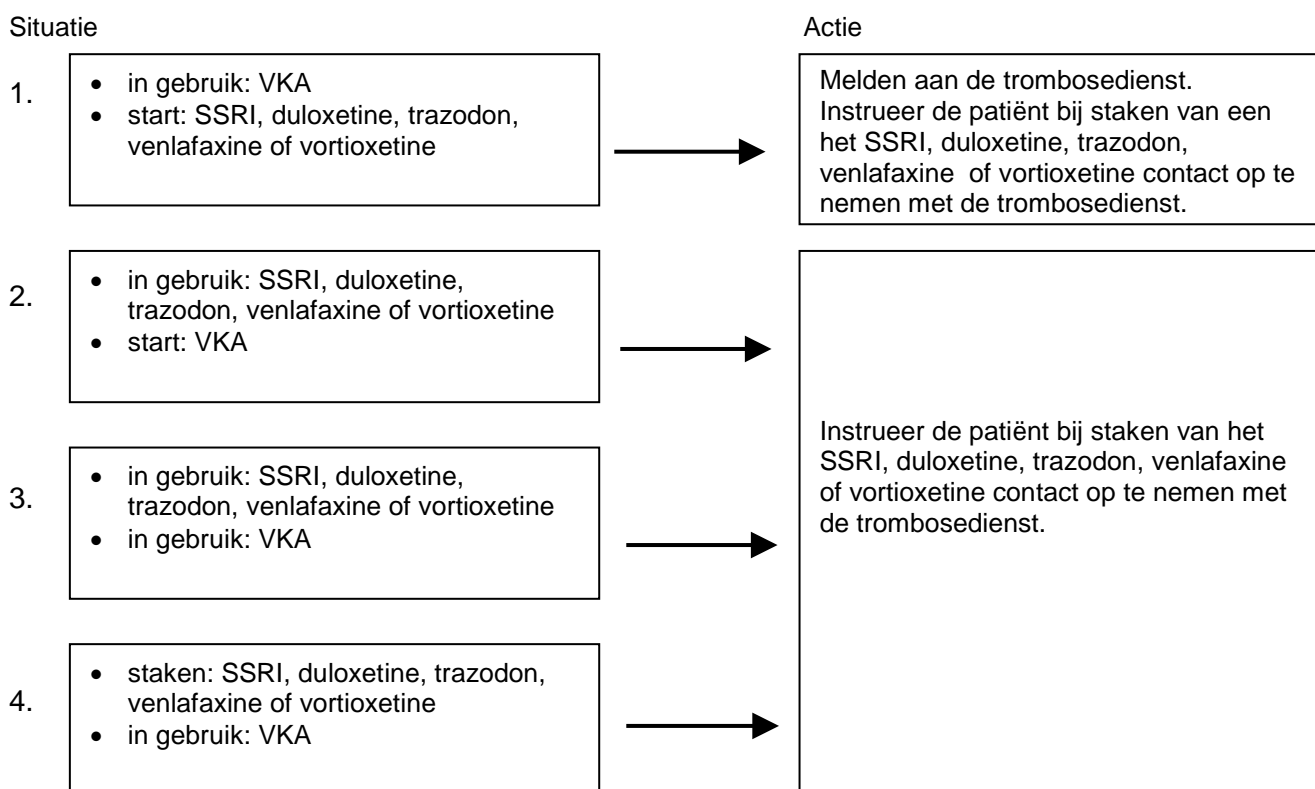 Situatie
Actie
1.
• in gebruik: VKA
• start: SSRI, duloxetine, trazodon,
venlafaxine of vortioxetine
Melden aan de trombosedienst.
Instrueer de patiënt bij staken van een
het SSRI, duloxetine, trazodon,
venlafaxine  of vortioxetine contact op te
nemen met de trombosedienst.
2.
• in gebruik: SSRI, duloxetine,
trazodon, venlafaxine of vortioxetine
• start: VKA
3.
• in gebruik: SSRI, duloxetine,
trazodon, venlafaxine of vortioxetine
• in gebruik: VKA
4.
• staken: SSRI, duloxetine, trazodon,
venlafaxine of vortioxetine
• in gebruik: VKA
Instrueer de patiënt bij staken van het
SSRI, duloxetine, trazodon, venlafaxine
of vortioxetine contact op te nemen met
de trombosedienst.